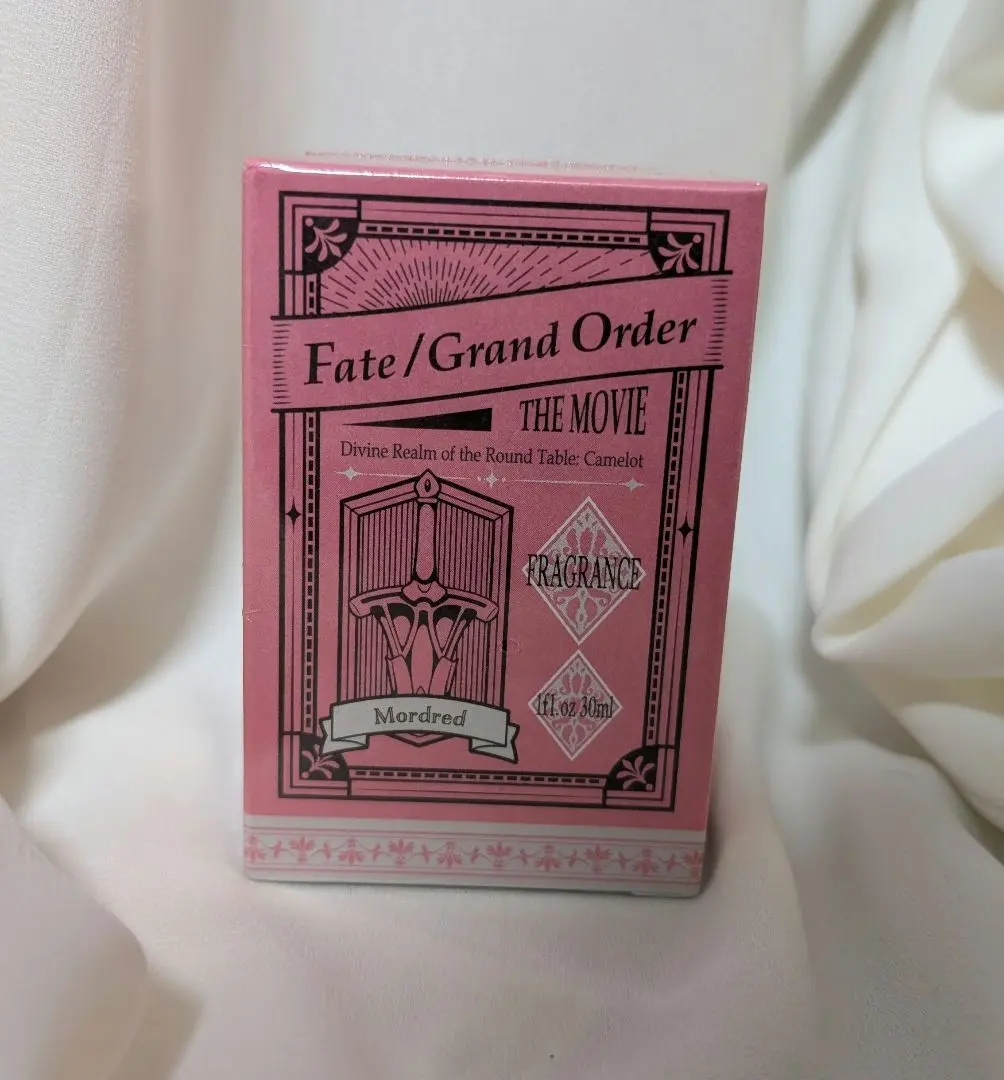 Fate/Grand Order
THE MOVIE
Divine Realm of the Round Table: Camelot
FRAGRANCE
1fl. oz 30ml
Mordred